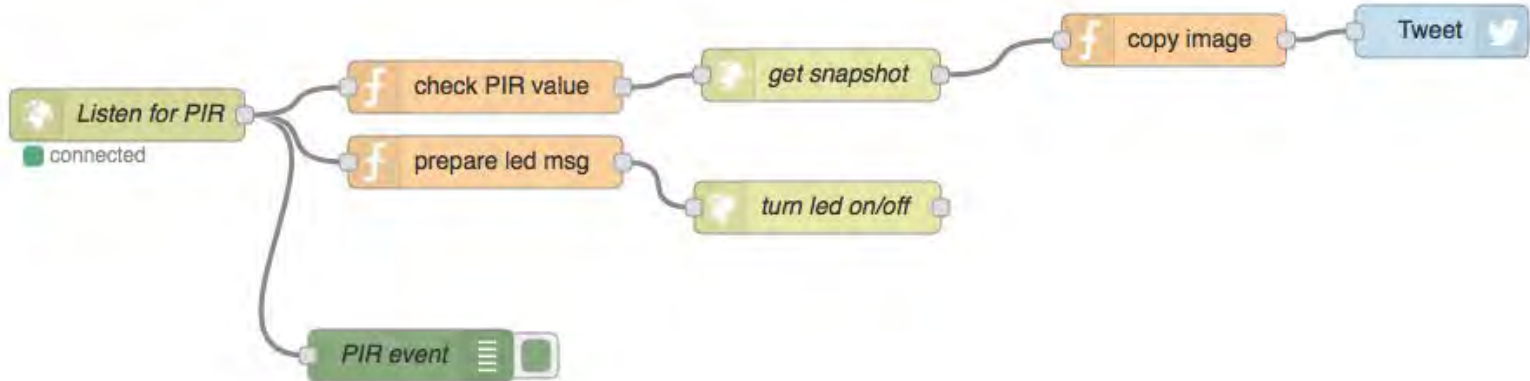 Listen for PIR
connected
check PIR value
get snapshot
copy image
Tweet
prepare led msg
turn led on/off
PIR event